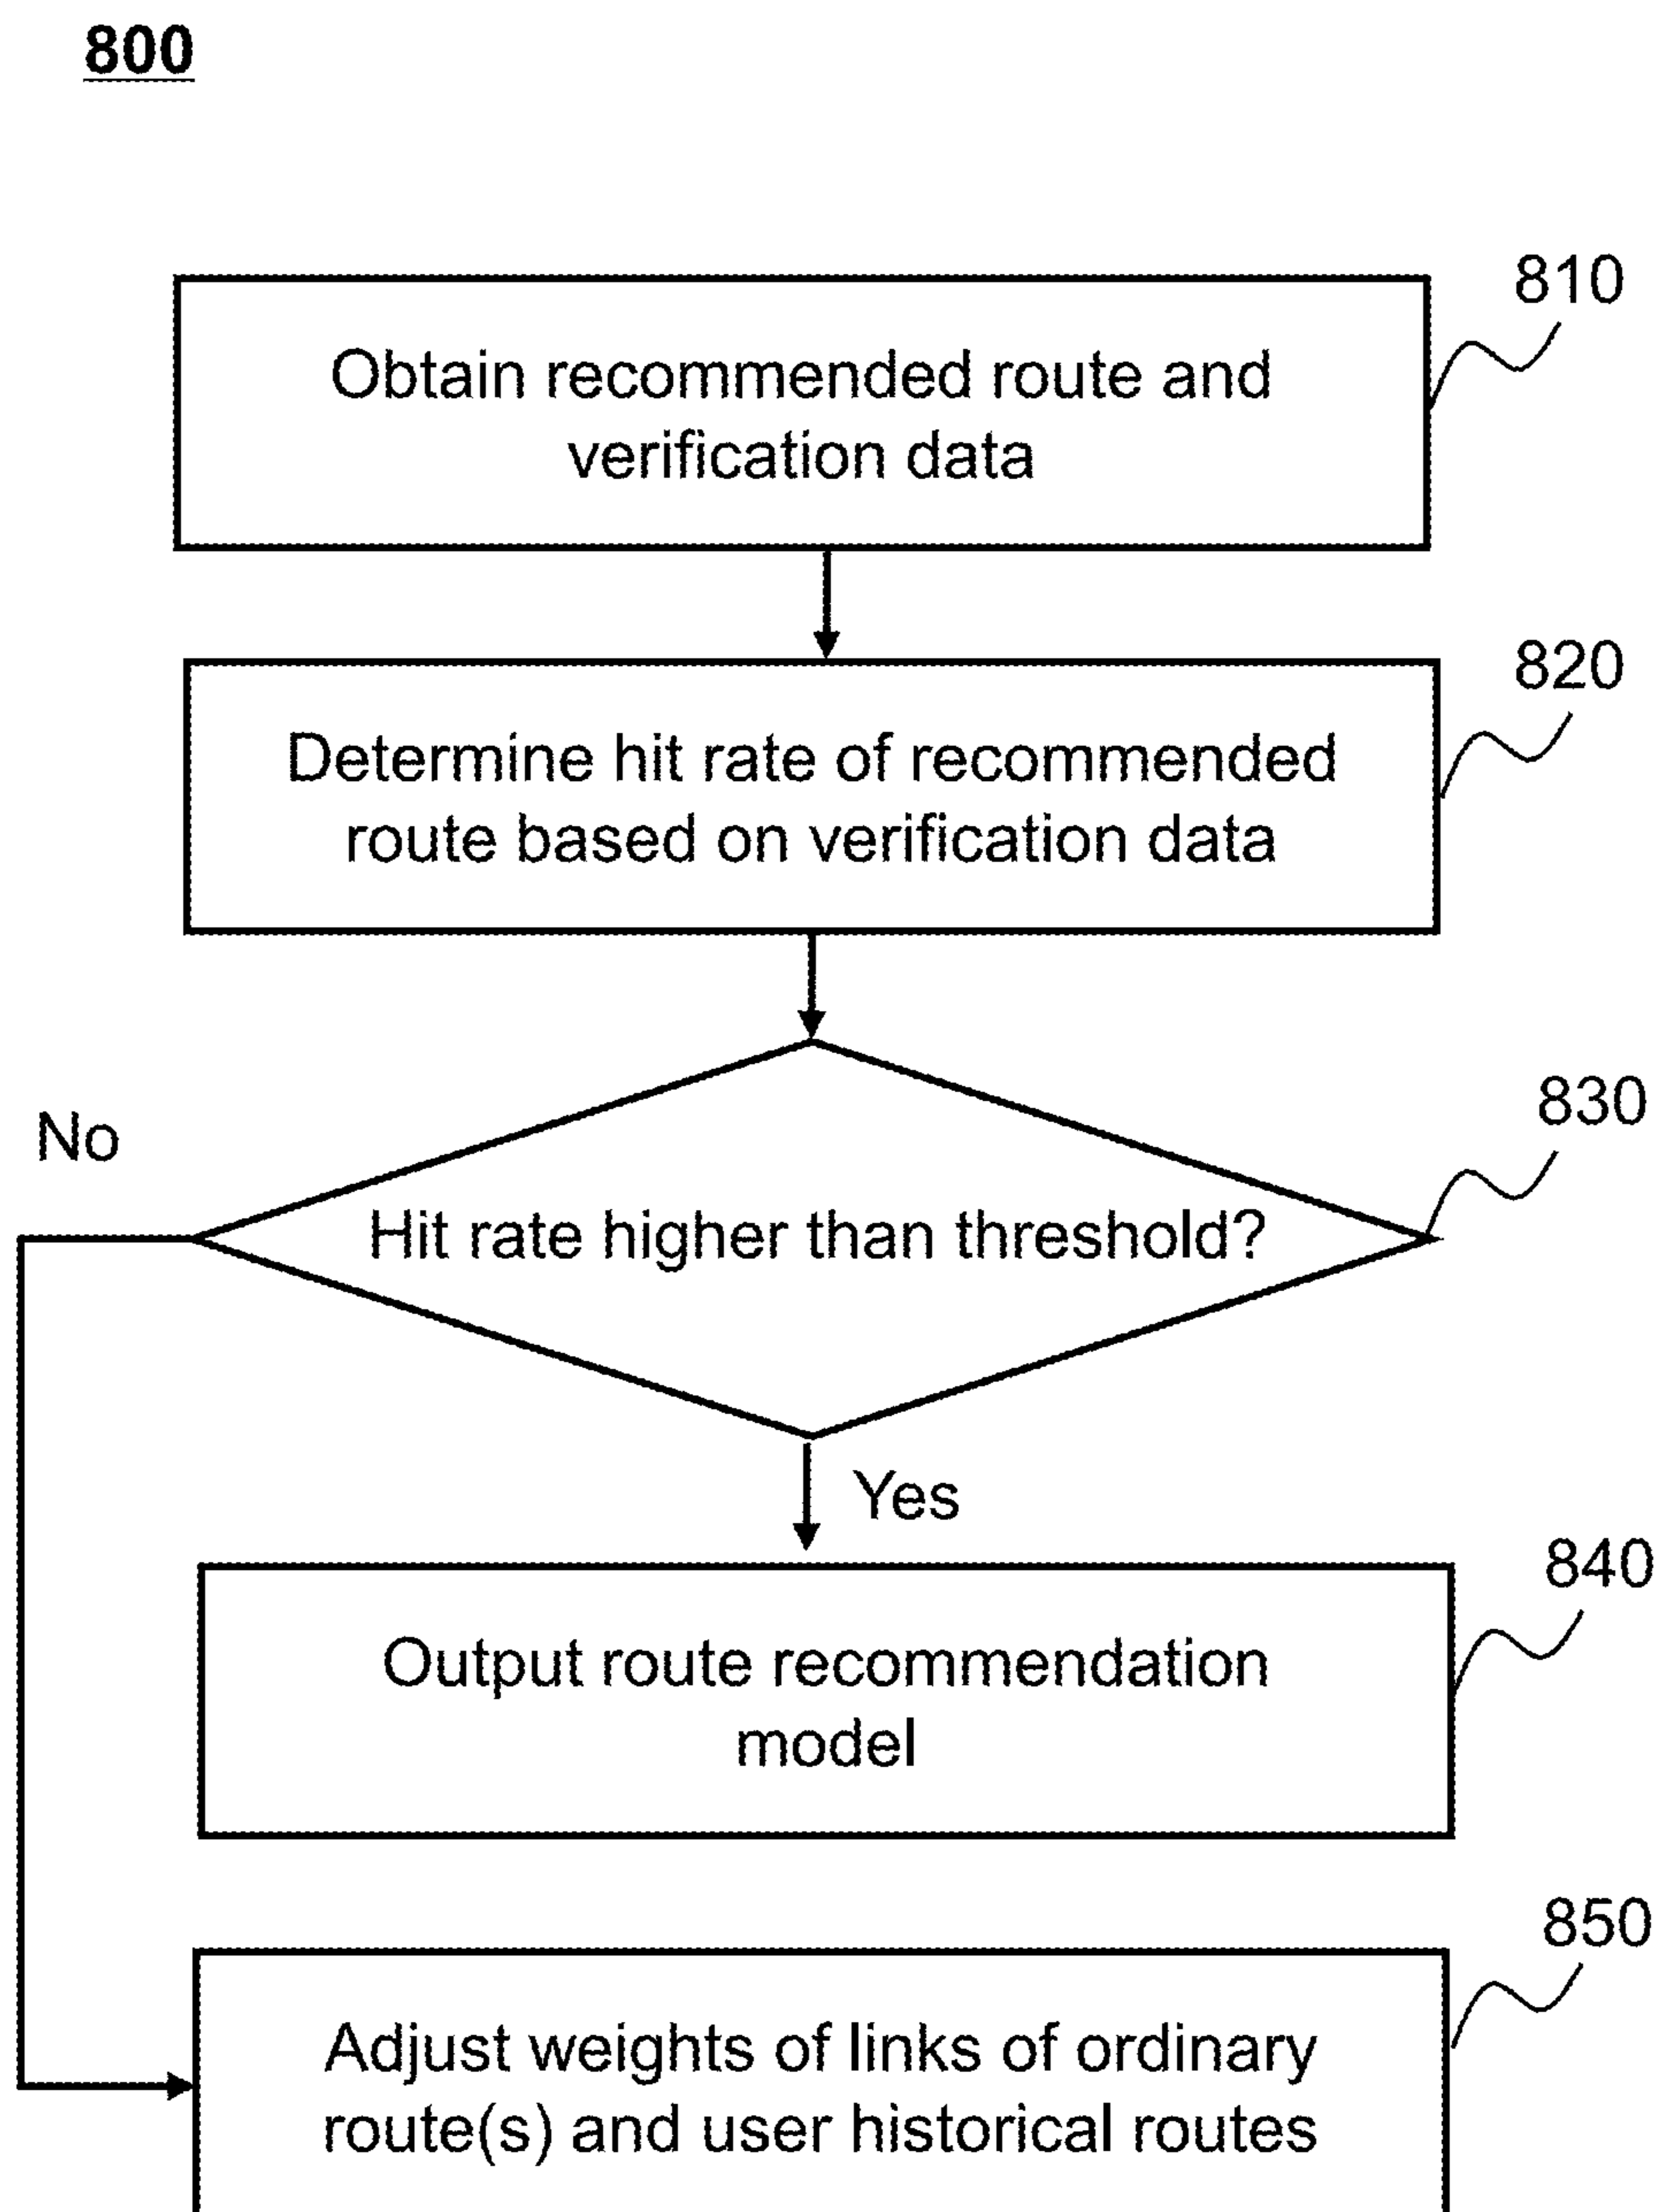 800
810
Obtain recommended route and
verification data
820
Determine hit rate of recommended
route based on verification data
830
No
Hit rate higher than threshold?
Yes
840
Output route recommendation
model
850
Adjust weights of links of ordinary
route(s) and user historical routes